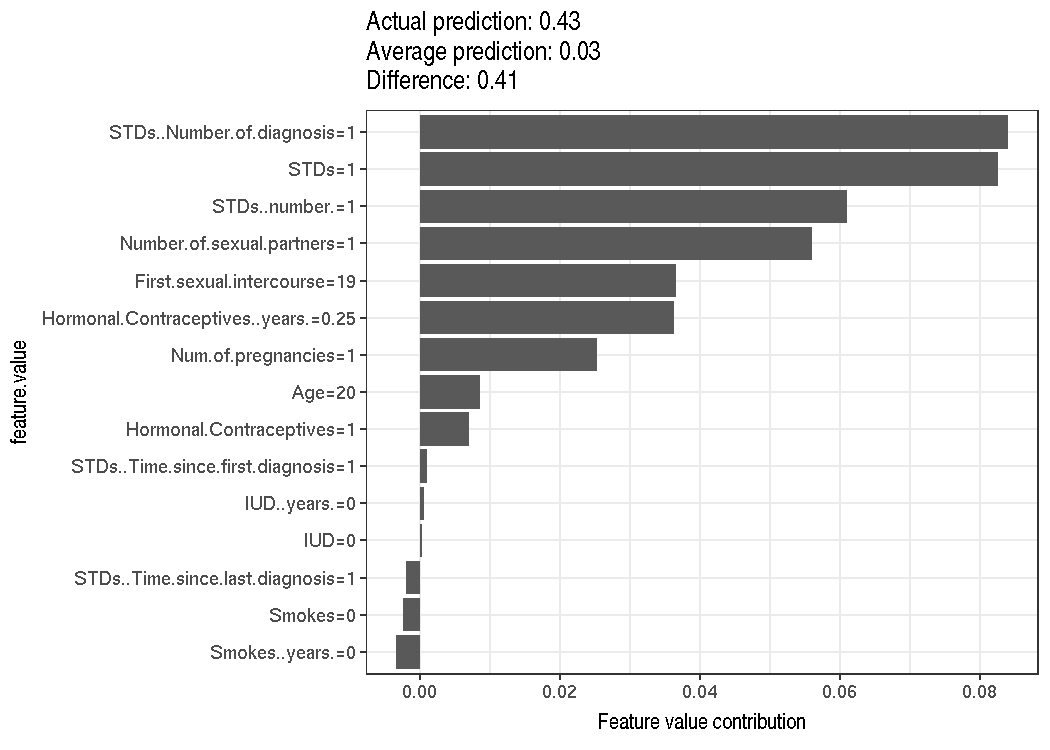 Actual prediction: 0.43
Average prediction: 0.03
Difference: 0.41
STDs..Number.of.diagnosis=1
STDs=1
STDs..number.=1
Number.of.sexual.partners=1
First.sexual.intercourse=19
Hormonal.Contraceptives..years.=0.25
Num.of.pregnancies=1
Age=20
Hormonal.Contraceptives=1
STDs..Time.since.first.diagnosis=1
IUD..years.=0
IUD=0
STDs..Time.since.last.diagnosis=1
Smokes=0
Smokes..years.=0
feature.value
0.00 0.02 0.04 0.06 0.08
Feature value contribution